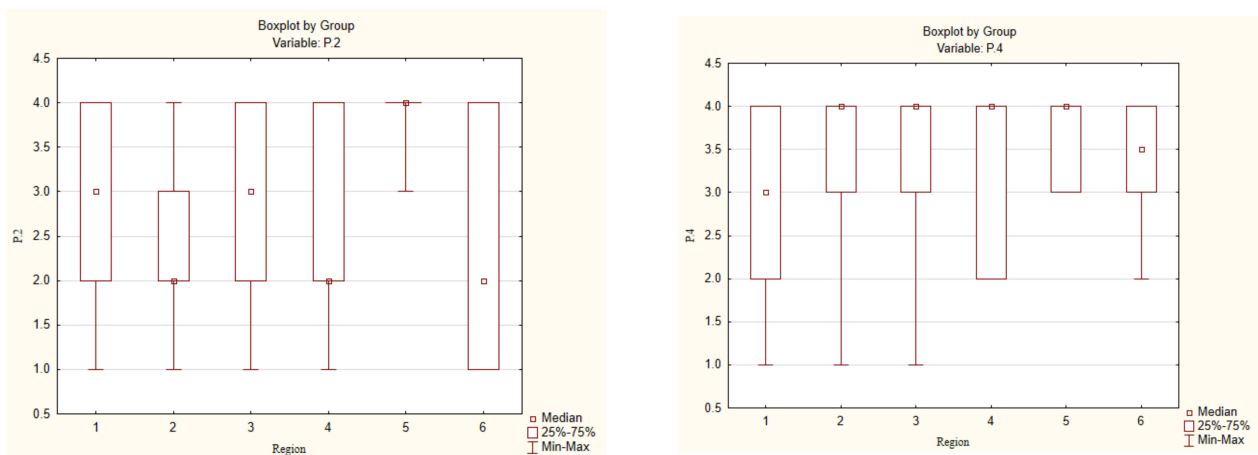 Boxplot by Group
Variable: P.2
4.5
4.0
3.5
3.0
2.5
2.0
1.5
1.0
0.5
P.2
1 2 3 4 5 6
Region
Median
25%-75%
Min-Max
Boxplot by Group
Variable: P.4
4.5
4.0
3.5
3.0
2.5
2.0
1.5
1.0
0.5
P.4
1 2 3 4 5 6
Region
Median
25%-75%
Min-Max